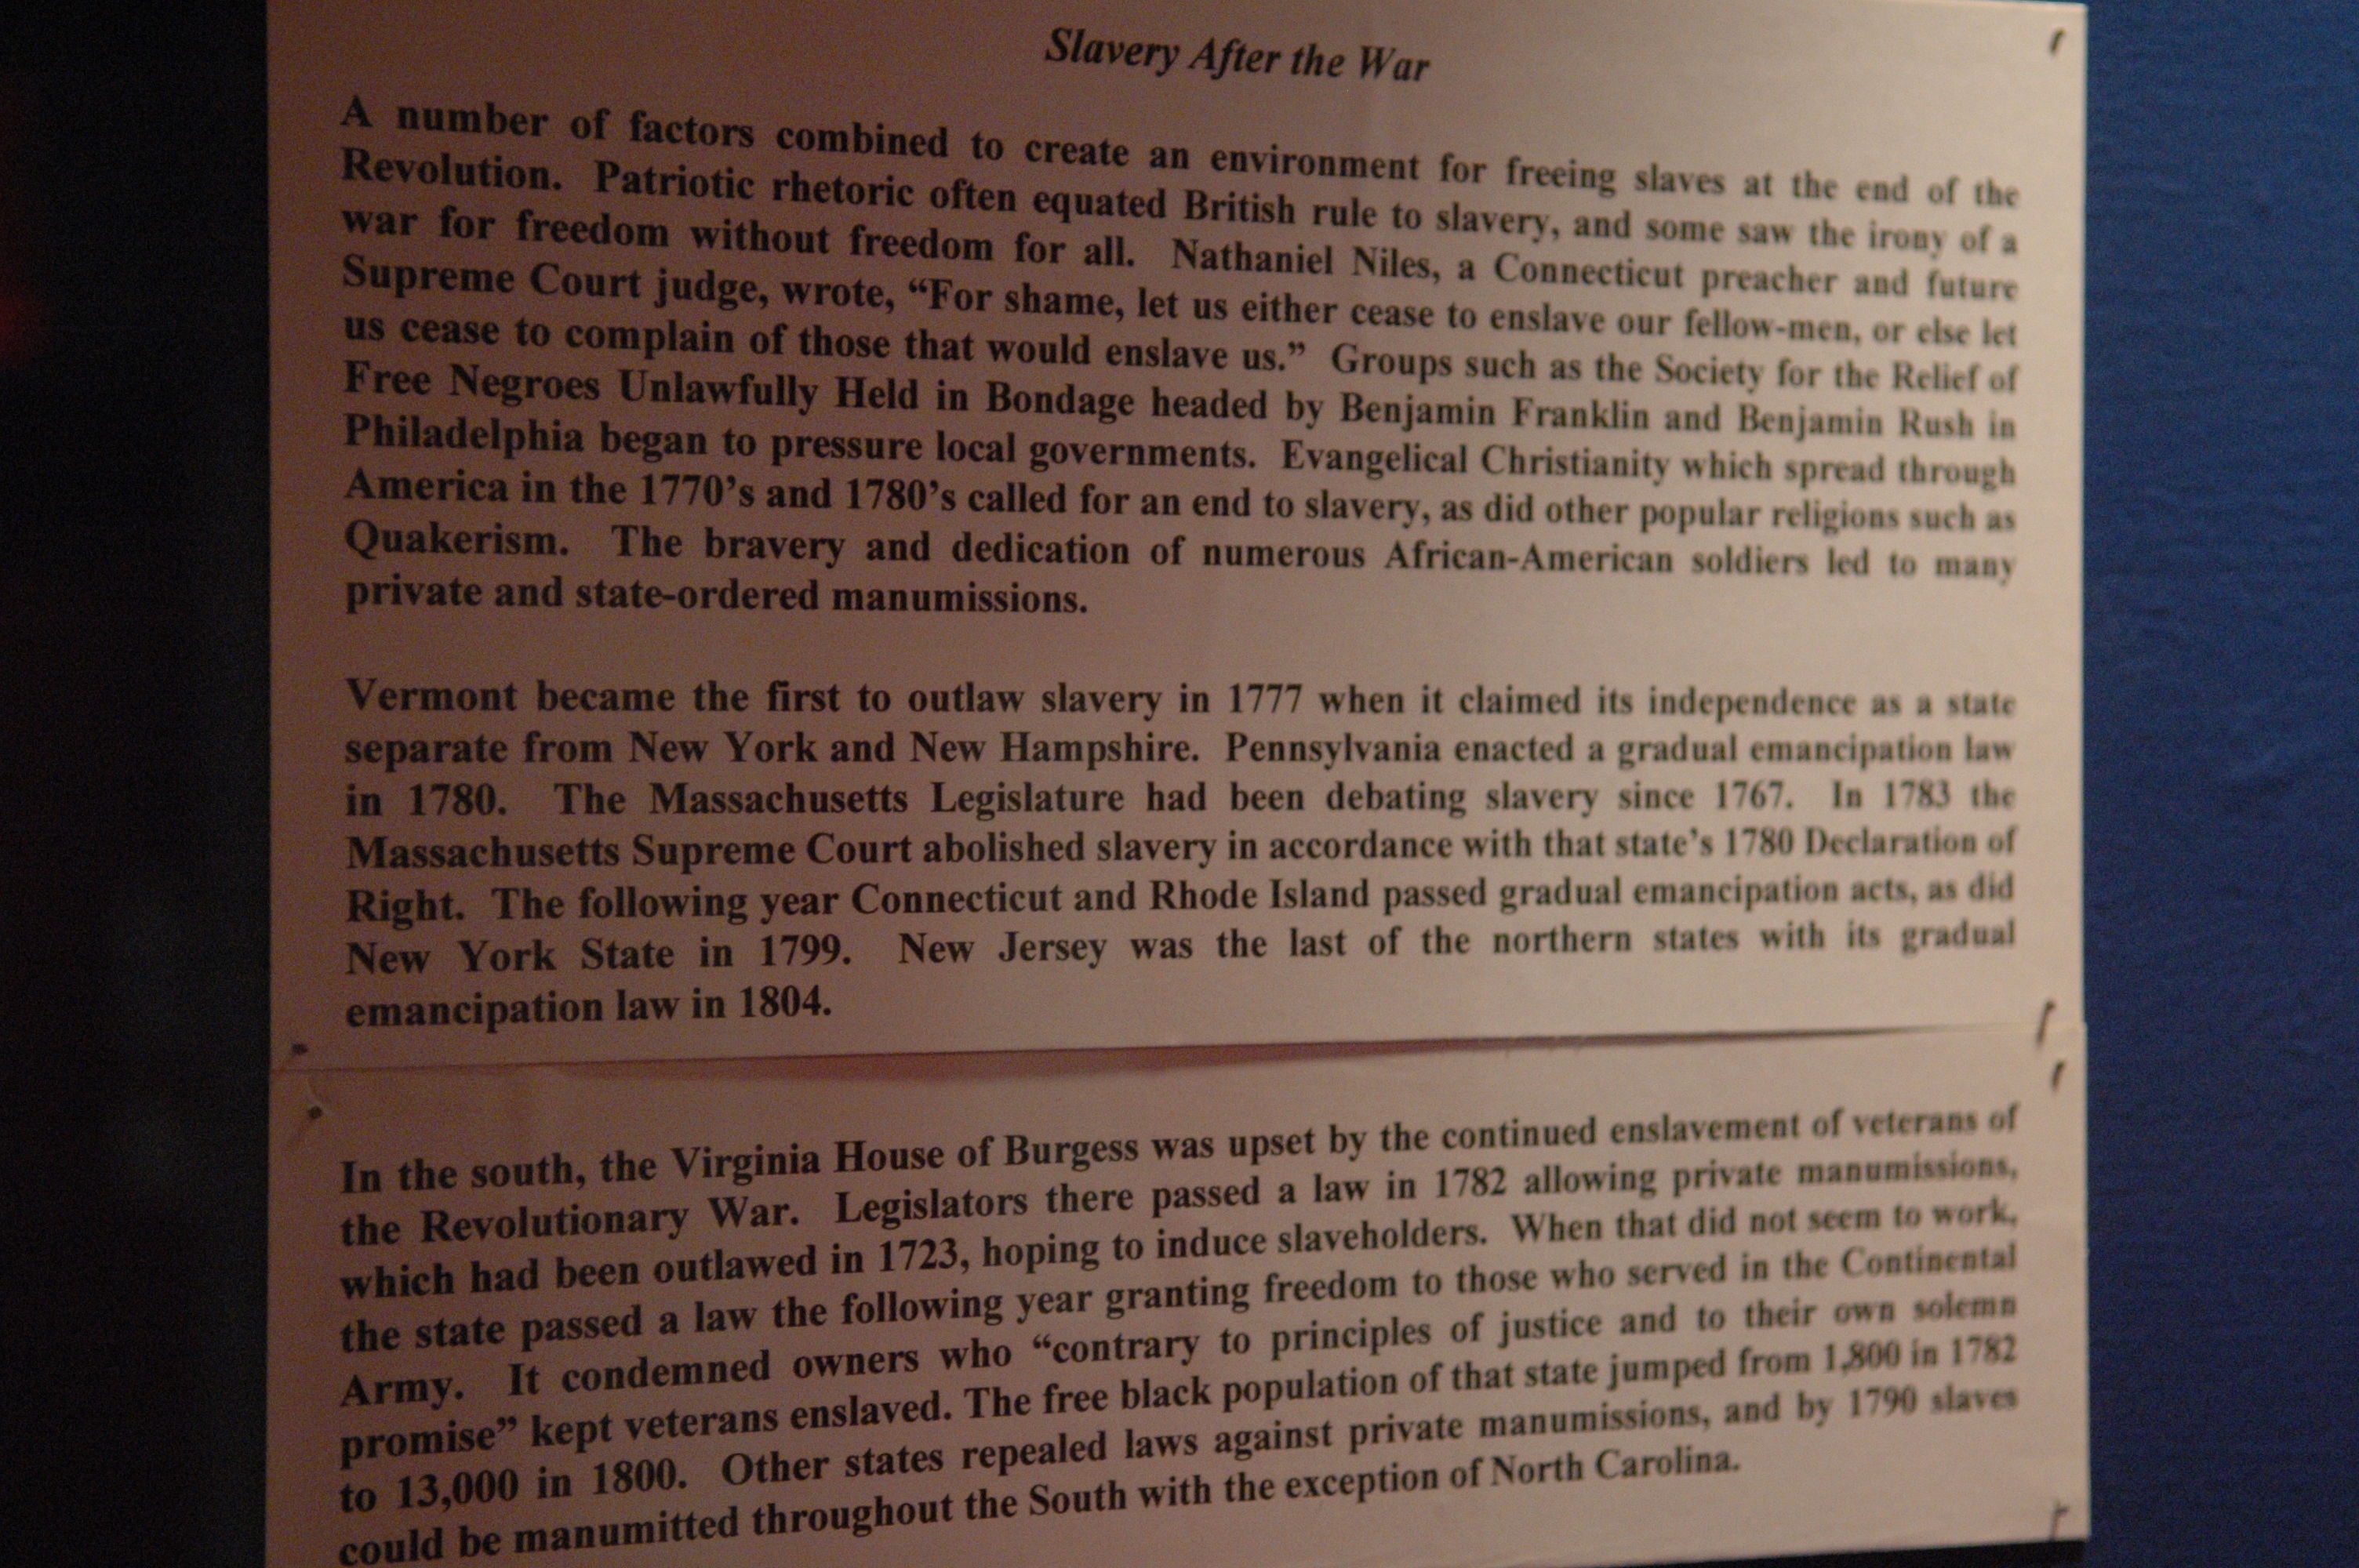 Slavery After the War
A number of factors combined to create an environment for freeing slaves at the end of the
Revolution. Patriotic rhetoric often equated British rule to slavery, and some saw the irony of a
war for freedom without freedom for all. Nathaniel Niles, a Connecticut preacher and future
Supreme Court judge, wrote, “For shame, let us either cease to enslave our fellow-men, or else let
us cease to complain of those that would enslave us.” Groups such as the Society for the Relief of
Free Negroes Unlawfully Held in Bondage headed by Benjamin Franklin and Benjamin Rush in
Philadelphia began to pressure local governments. Evangelical Christianity which spread through
America in the 1770’s and 1780’s called for an end to slavery, as did other popular religions such as
Quakerism. The bravery and dedication of numerous African-American soldiers led to many
private and state-ordered manumissions.
Vermont became the first to outlaw slavery in 1777 when it claimed its independence as a state
separate from New York and New Hampshire. Pennsylvania enacted a gradual emancipation law
in 1780. The Massachusetts Legislature had been debating slavery since 1767. In 1783 the
Massachusetts Supreme Court abolished slavery in accordance with that state’s 1780 Declaration of
Right. The following year Connecticut and Rhode Island passed gradual emancipation acts, as did
New York State in 1799. New Jersey was the last of the northern states with its gradual
emancipation law in 1804.
In the south, the Virginia House of Burgess was upset by the continued enslavement of veterans of
the Revolutionary War. Legislators there passed a law in 1782 allowing private manumissions,
which had been outlawed in 1723, hoping to induce slaveholders. When that did not seem to work,
the state passed a law the following year granting freedom to those who served in the Continental
Army. It condemned owners who “contrary to principles of justice and to their own solemn
promise” kept veterans enslaved. The free black population of that state jumped from 1,800 in 1782
to 13,000 in 1800. Other states repealed laws against private manumissions, and by 1790 slaves
could be manumitted throughout the South with the exception of North Carolina.